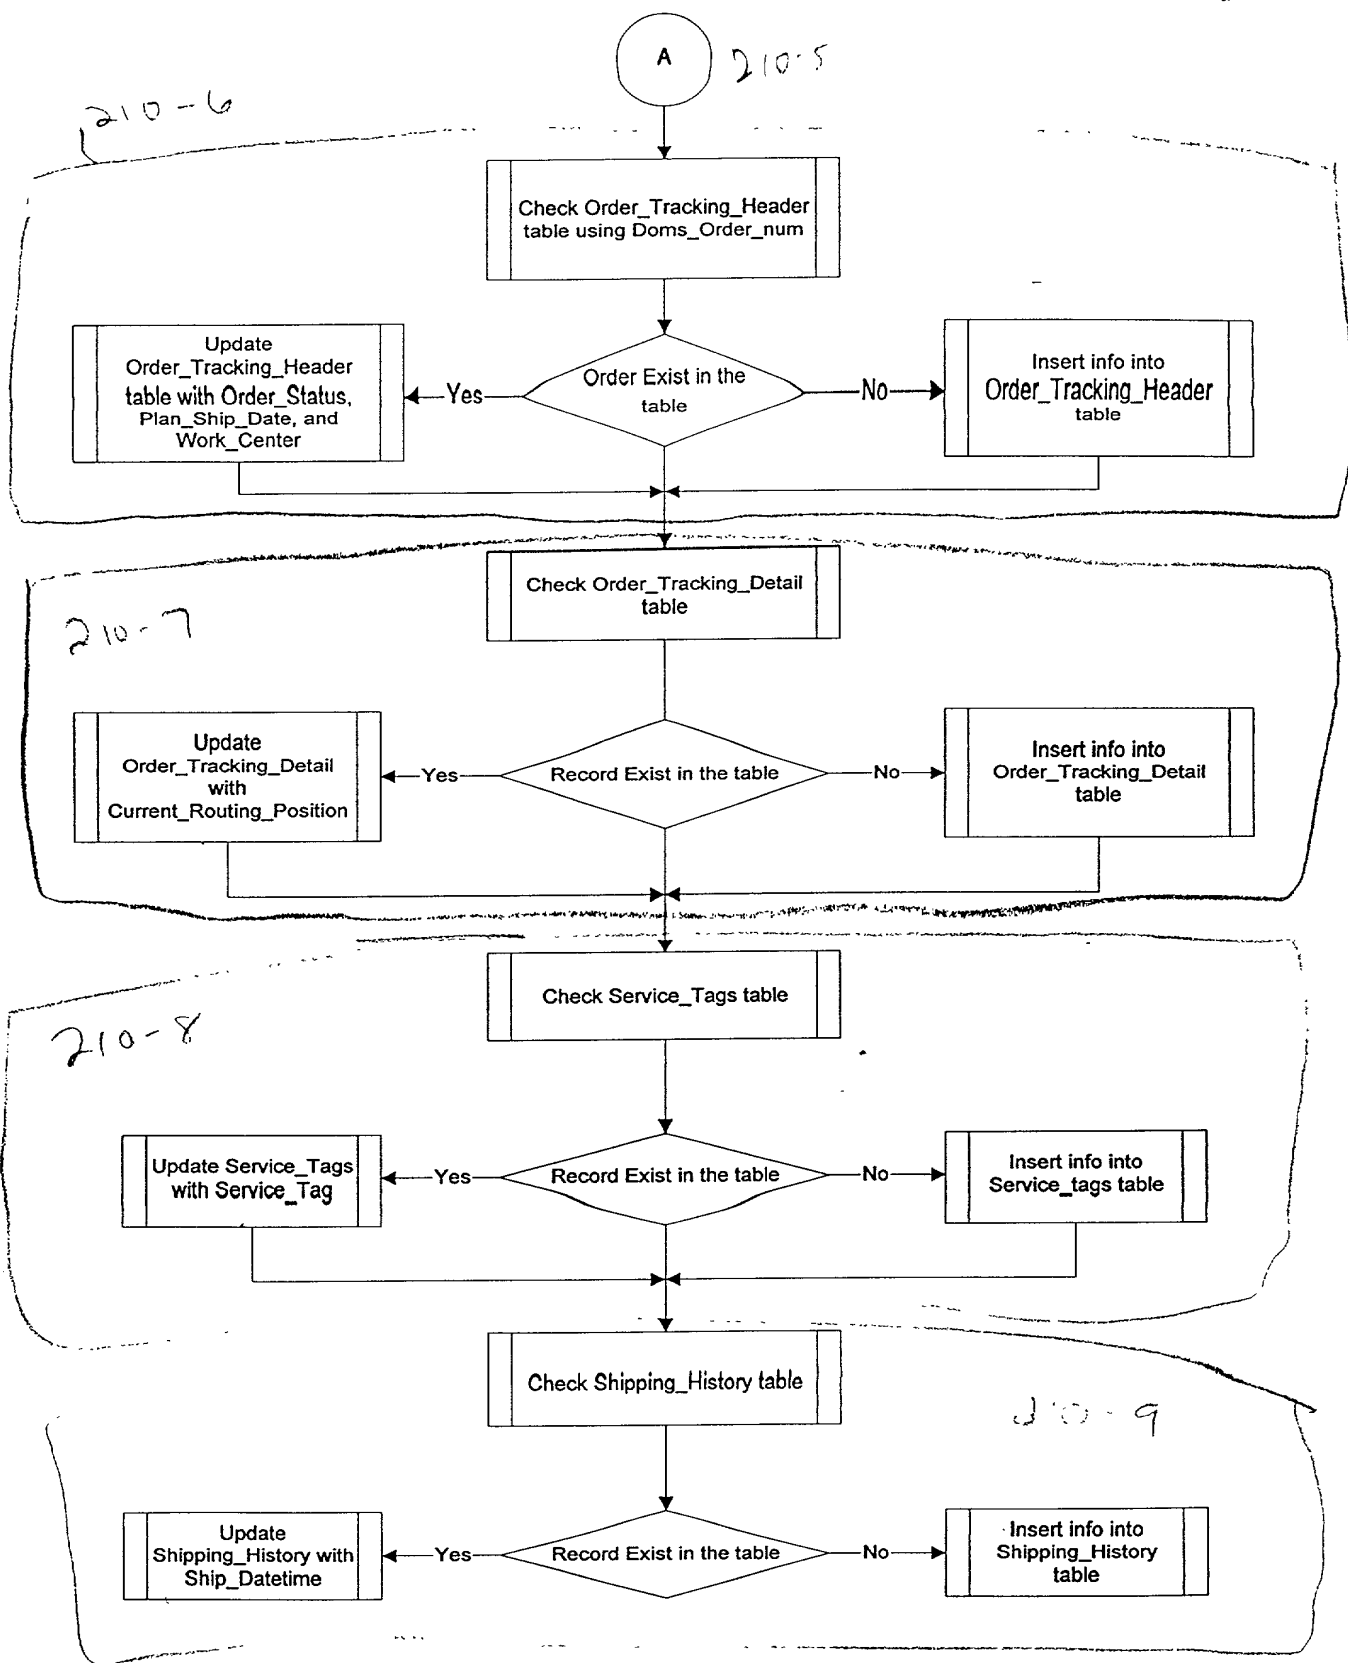 A
210-5
210-6
Check Order_Tracking_Header
table using Doms_Order_num
Update
Order_Tracking_Header
table with Order_Status,
Plan_Ship_Date, and
Work_Center
Yes
Order Exist in the
table
No
Insert info into
Order_Tracking_Header
table
Check Order_Tracking_Detail
table
210-7
Update
Order_Tracking_Detail
with
Current_Routing_Position
Yes
Record Exist in the table
No
Insert info into
Order_Tracking_Detail
table
Check Service_Tags table
210-8
Update Service_Tags
with Service_Tag
Yes
Record Exist in the table
No
Insert info into
Service_tags table
Check Shipping_History table
210-9
Update
Shipping_History with
Ship_Datetime
Yes
Record Exist in the table
No
Insert info into
Shipping_History
table